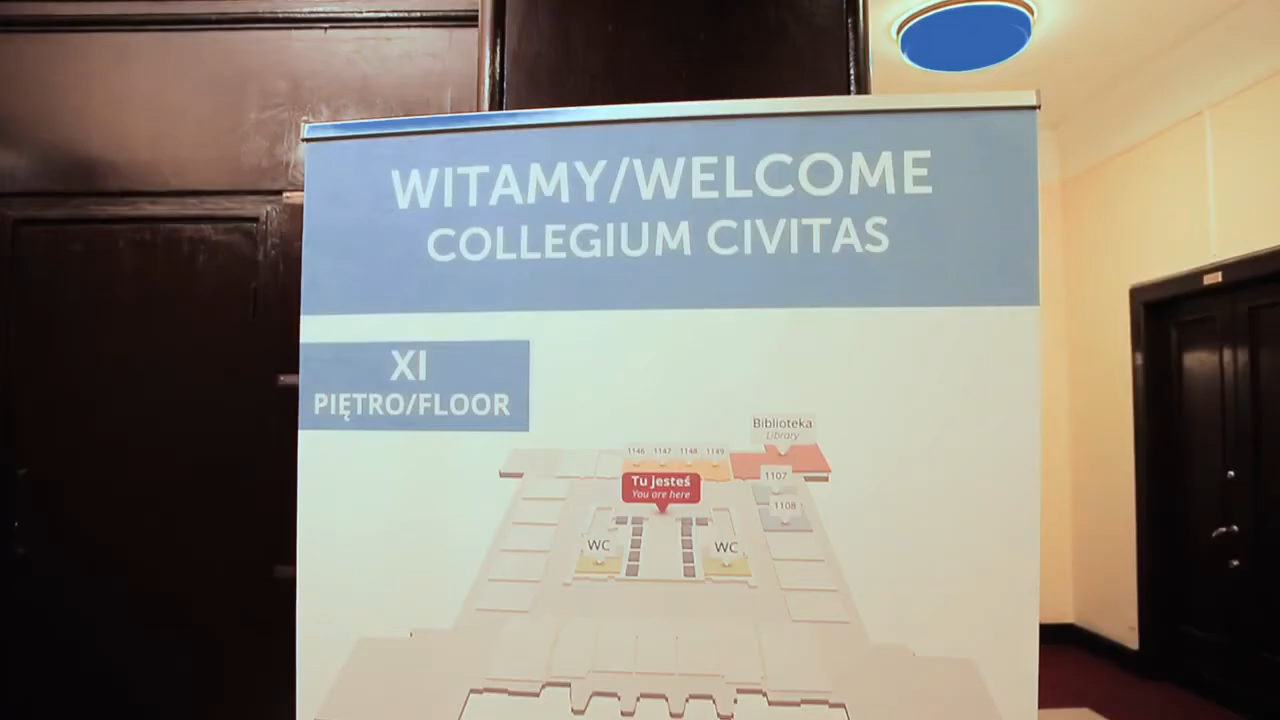 WITAMY/WELCOME
COLLEGIUM CIVITAS
XI
PIĘTRO/FLOOR
Biblioteka
Library
1146 1147 1148 1149
1107
Tu jesteś
You are here
1108
WC
WC